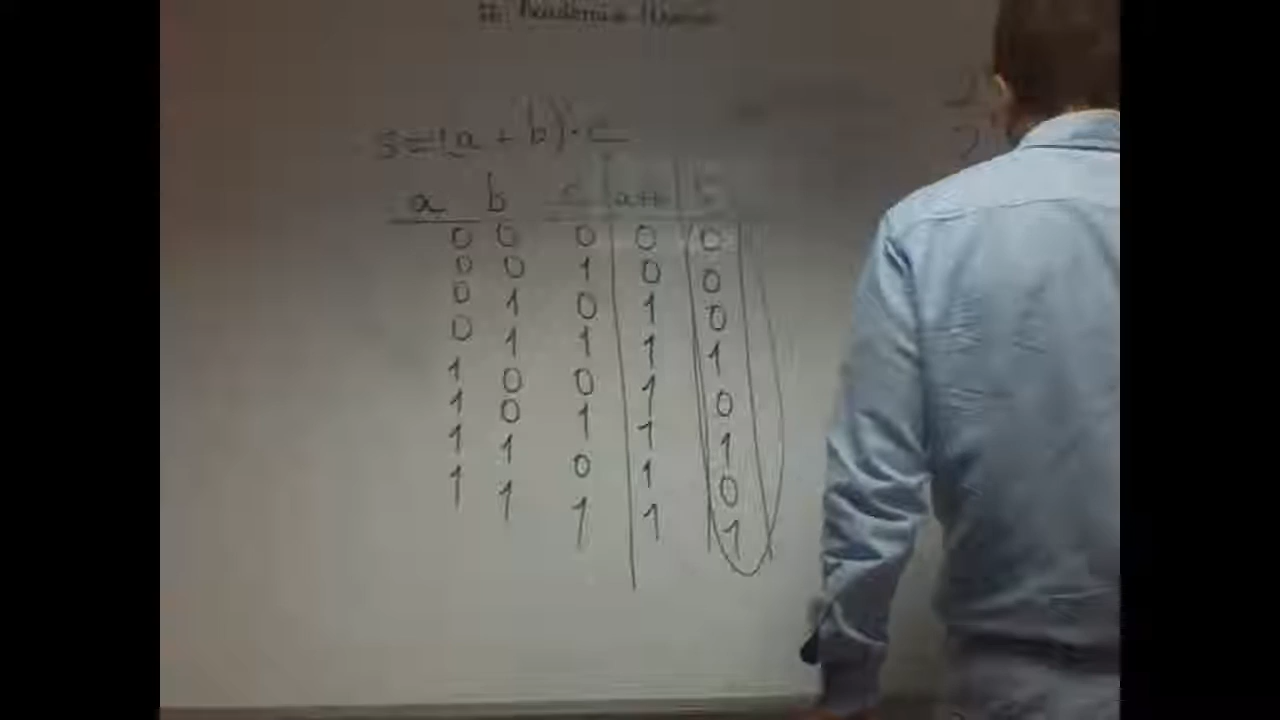 s=(a + b)·c
a b c a+b s
0 0 0 0 0
0 0 1 0 0
0 1 0 1 0
0 1 1 1 1
1 0 0 1 0
1 0 1 1 1
1 1 0 1 0
1 1 1 1 1